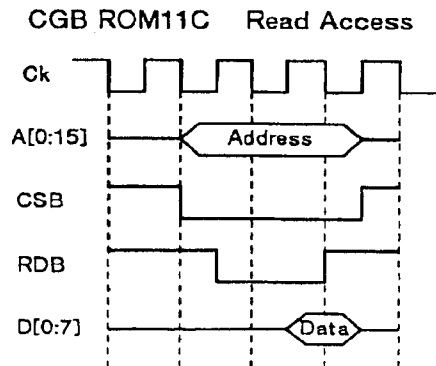 CGB ROM11C Read Access
Ck
A[0:15] Address
CSB
RDB
D[0:7] Data